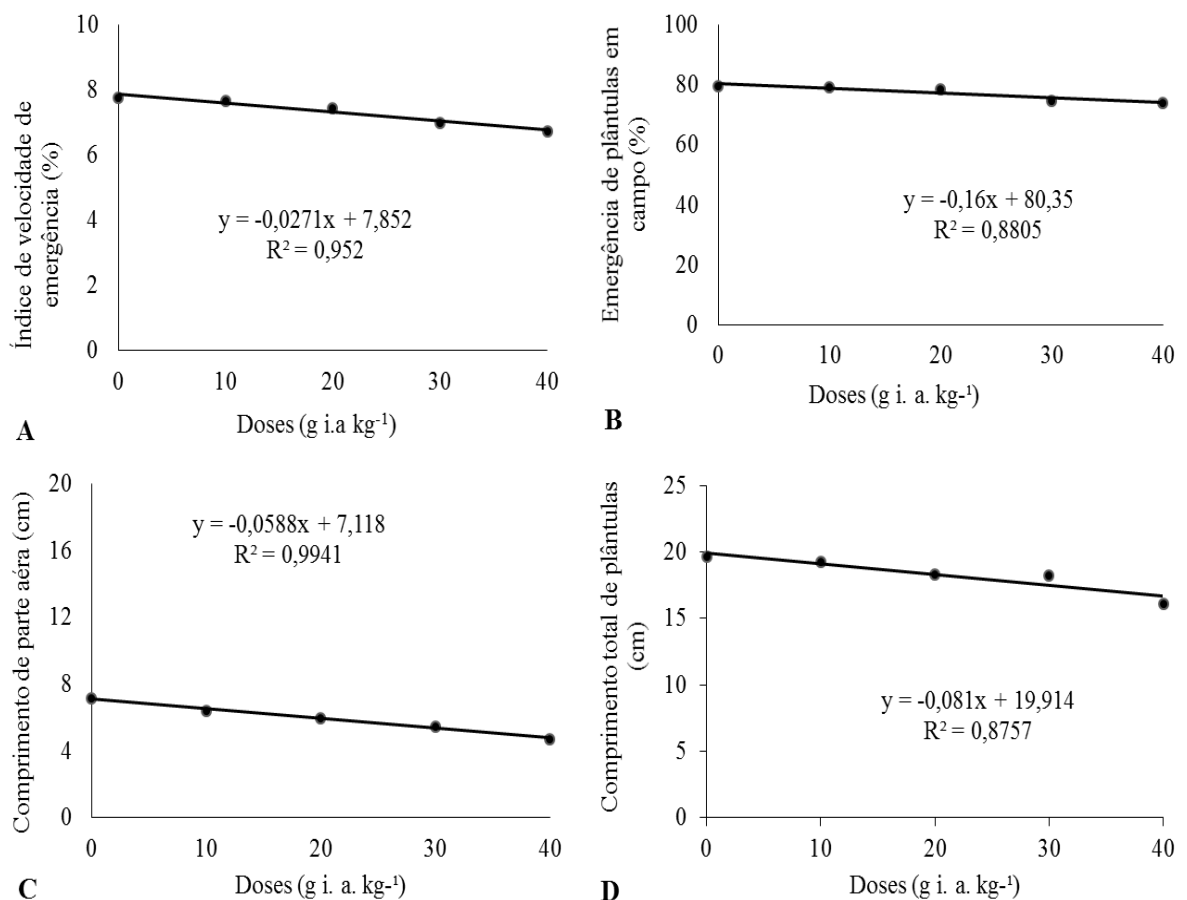 Índice de velocidade de
emergência (%)
10
8
6
4
2
0
y = -0,0271x + 7,852
R² = 0,952
0 10 20 30 40
Doses (g i.a kg⁻¹)
A
Emergência de plântulas em
campo (%)
100
80
60
40
20
0
y = -0,16x + 80,35
R² = 0,8805
0 10 20 30 40
Doses (g i. a. kg-¹)
B
Comprimento de parte aéra (cm)
20
16
12
8
4
0
y = -0,0588x + 7,118
R² = 0,9941
0 10 20 30 40
Doses (g i. a. kg-¹)
C
Comprimento total de plântulas
(cm)
25
20
15
10
5
0
y = -0,081x + 19,914
R² = 0,8757
0 10 20 30 40
Doses (g i. a. kg-¹)
D